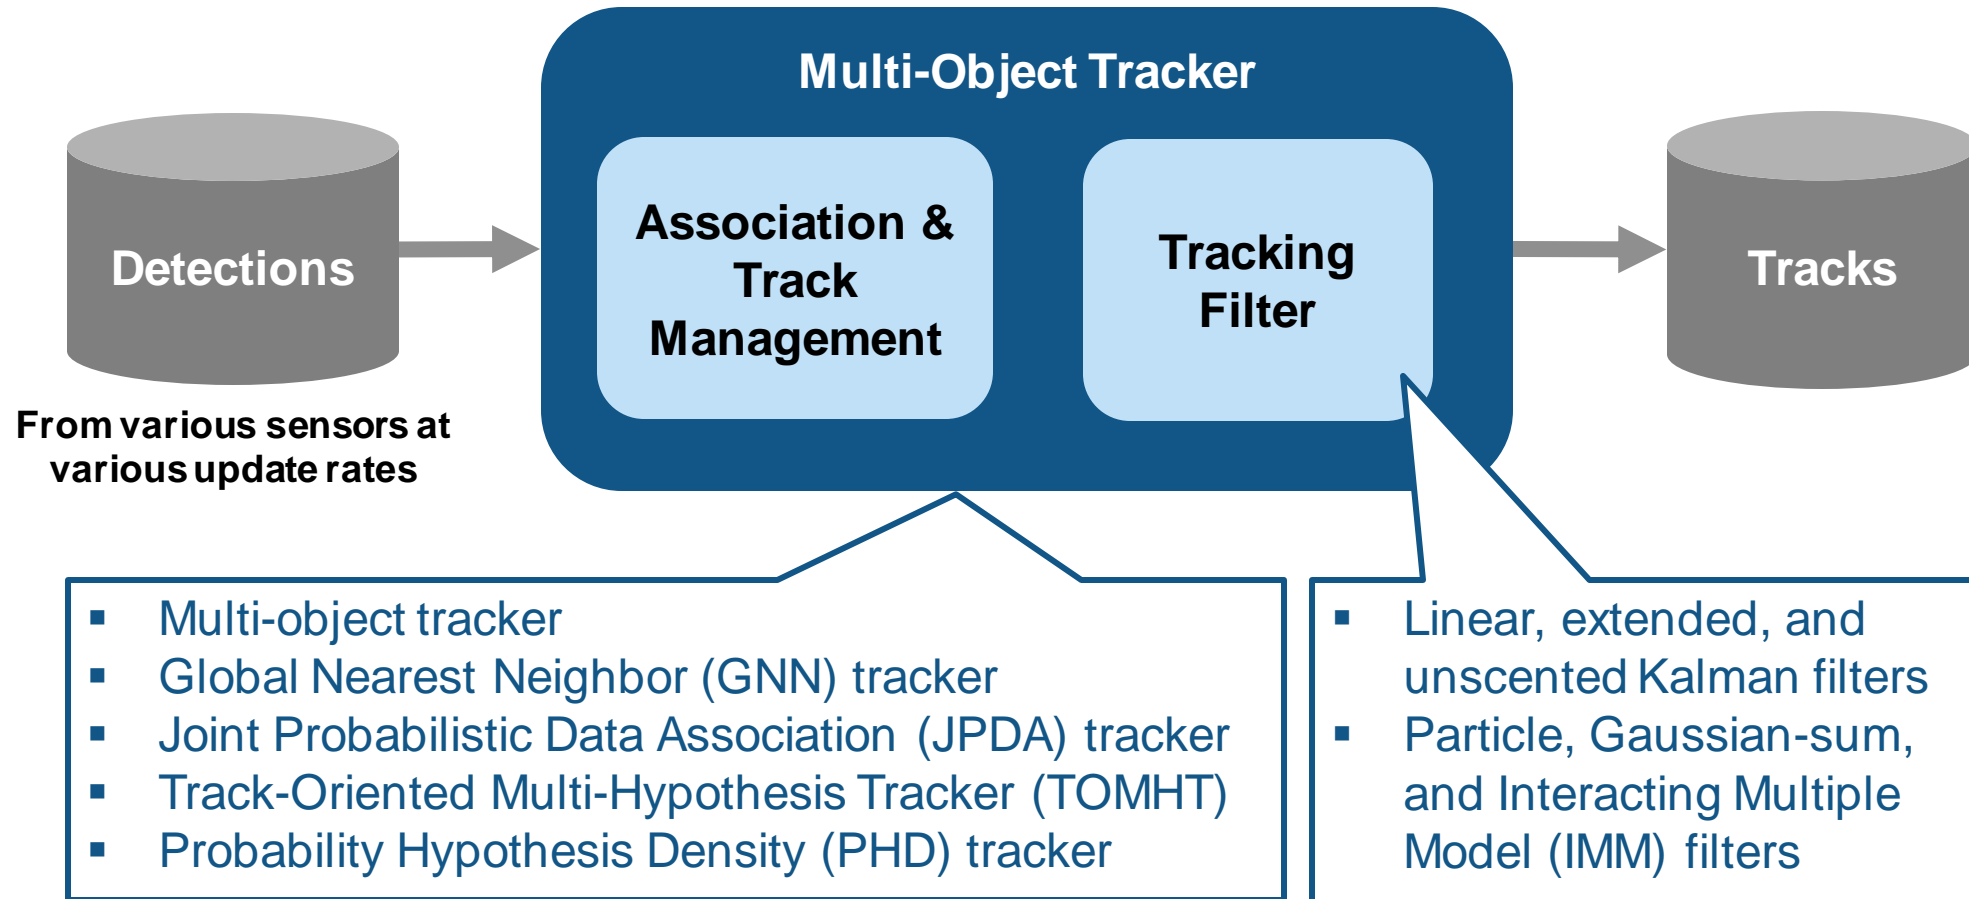 Multi-Object Tracker
Detections
Association &
Track
Management
Tracking
Filter
Tracks
From various sensors at
various update rates
▪ Multi-object tracker
▪ Global Nearest Neighbor (GNN) tracker
▪ Joint Probabilistic Data Association (JPDA) tracker
▪ Track-Oriented Multi-Hypothesis Tracker (TOMHT)
▪ Probability Hypothesis Density (PHD) tracker
▪ Linear, extended, and
unscented Kalman filters
▪ Particle, Gaussian-sum,
and Interacting Multiple
Model (IMM) filters